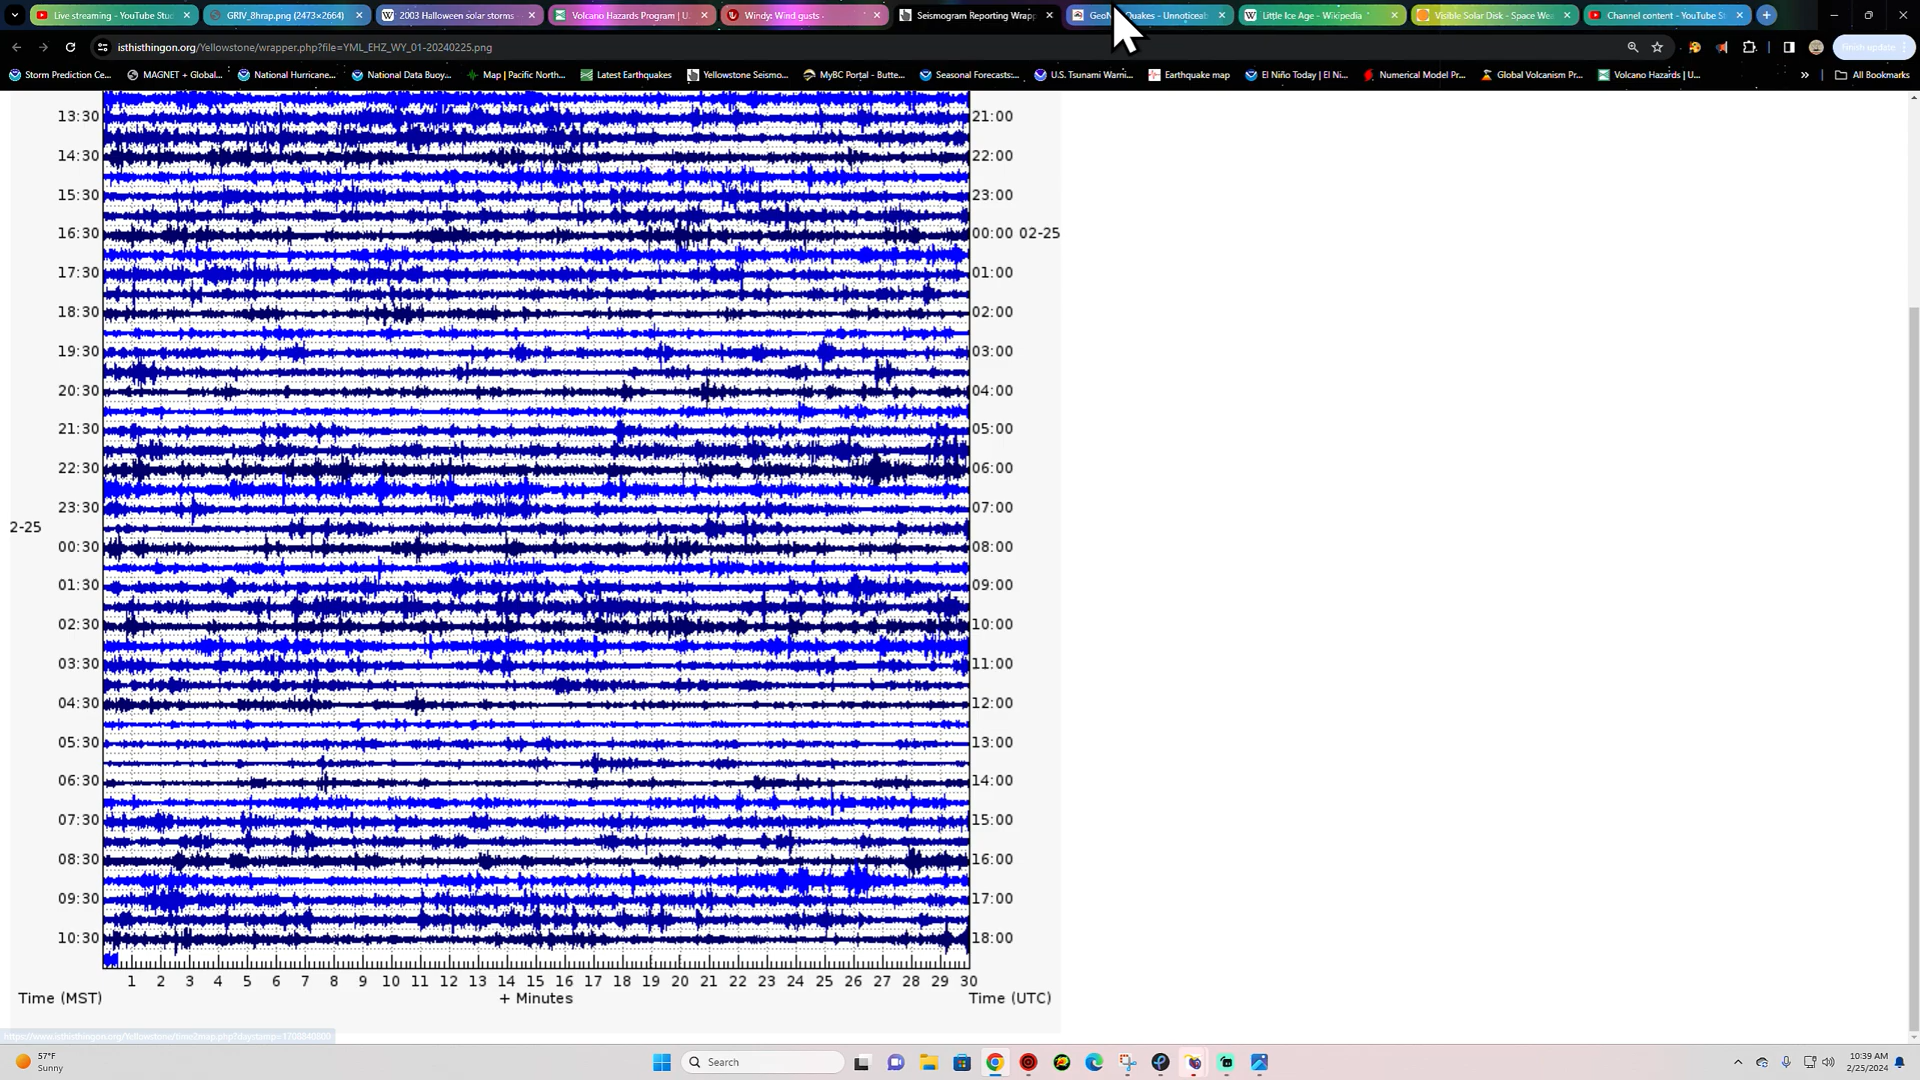 Live streaming - YouTube Stu
GRIV_8hrap.png (2473×2664)
2003 Halloween solar storms
Volcano Hazards Program | U.
Windy: Wind gusts
Seismogram Reporting Wrapp
GeoN Quakes - Unnoticeab
Little Ice Age - Wikipedia
Visible Solar Disk - Space Wea
Channel content - YouTube St
isthisthingon.org/Yellowstone/wrapper.php?file=YML_EHZ_WY_01-20240225.png
Finish update
Storm Prediction Ce...
MAGNET + Global...
National Hurricane...
National Data Buoy...
Map | Pacific North...
Latest Earthquakes
Yellowstone Seismo...
MyBC Portal - Butte...
Seasonal Forecasts:...
U.S. Tsunami Warni...
Earthquake map
El Niño Today | El Ni...
Numerical Model Pr...
Global Volcanism Pr...
Volcano Hazards | U...
» All Bookmarks
13:30 21:00
14:30 22:00
15:30 23:00
16:30 00:00 02-25
17:30 01:00
18:30 02:00
19:30 03:00
20:30 04:00
21:30 05:00
22:30 06:00
23:30 07:00
2-25
00:30 08:00
01:30 09:00
02:30 10:00
03:30 11:00
04:30 12:00
05:30 13:00
06:30 14:00
07:30 15:00
08:30 16:00
09:30 17:00
10:30 18:00
1 2 3 4 5 6 7 8 9 10 11 12 13 14 15 16 17 18 19 20 21 22 23 24 25 26 27 28 29 30
Time (MST) + Minutes Time (UTC)
57°F
Sunny
Search
10:39 AM
2/25/2024